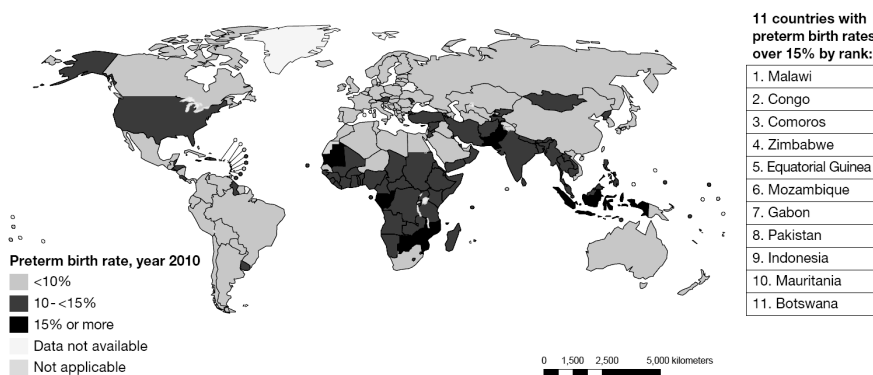 11 countries with
preterm birth rates
over 15% by rank:
1. Malawi
2. Congo
3. Comoros
4. Zimbabwe
5. Equatorial Guinea
6. Mozambique
7. Gabon
8. Pakistan
9. Indonesia
10. Mauritania
11. Botswana
Preterm birth rate, year 2010
<10%
10-<15%
15% or more
Data not available
Not applicable
0 1,500 2,500 5,000 kilometers